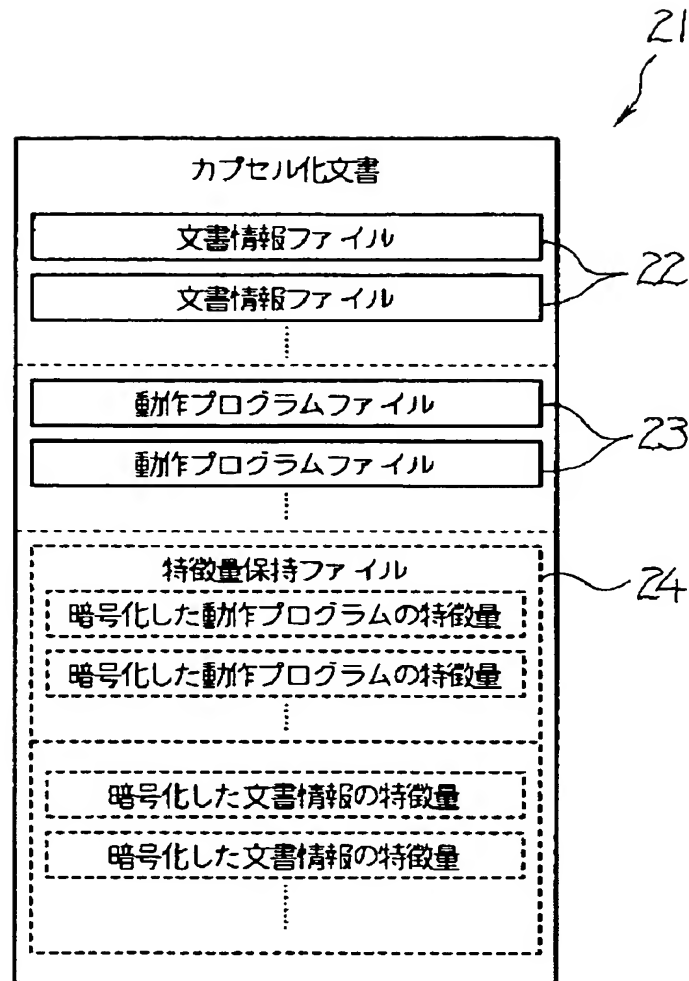 21
カプセル化文書
文書情報ファイル
22
文書情報ファイル
動作プログラムファイル
23
動作プログラムファイル
特徴量保持ファイル
24
暗号化した動作プログラムの特徴量
暗号化した動作プログラムの特徴量
暗号化した文書情報の特徴量
暗号化した文書情報の特徴量